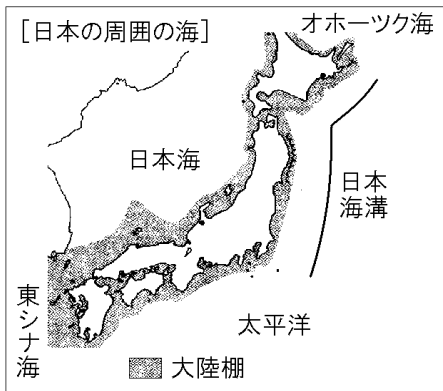 [日本の周囲の海]
オホーツク海
日本海
日本
海溝
東シナ海
太平洋
大陸棚